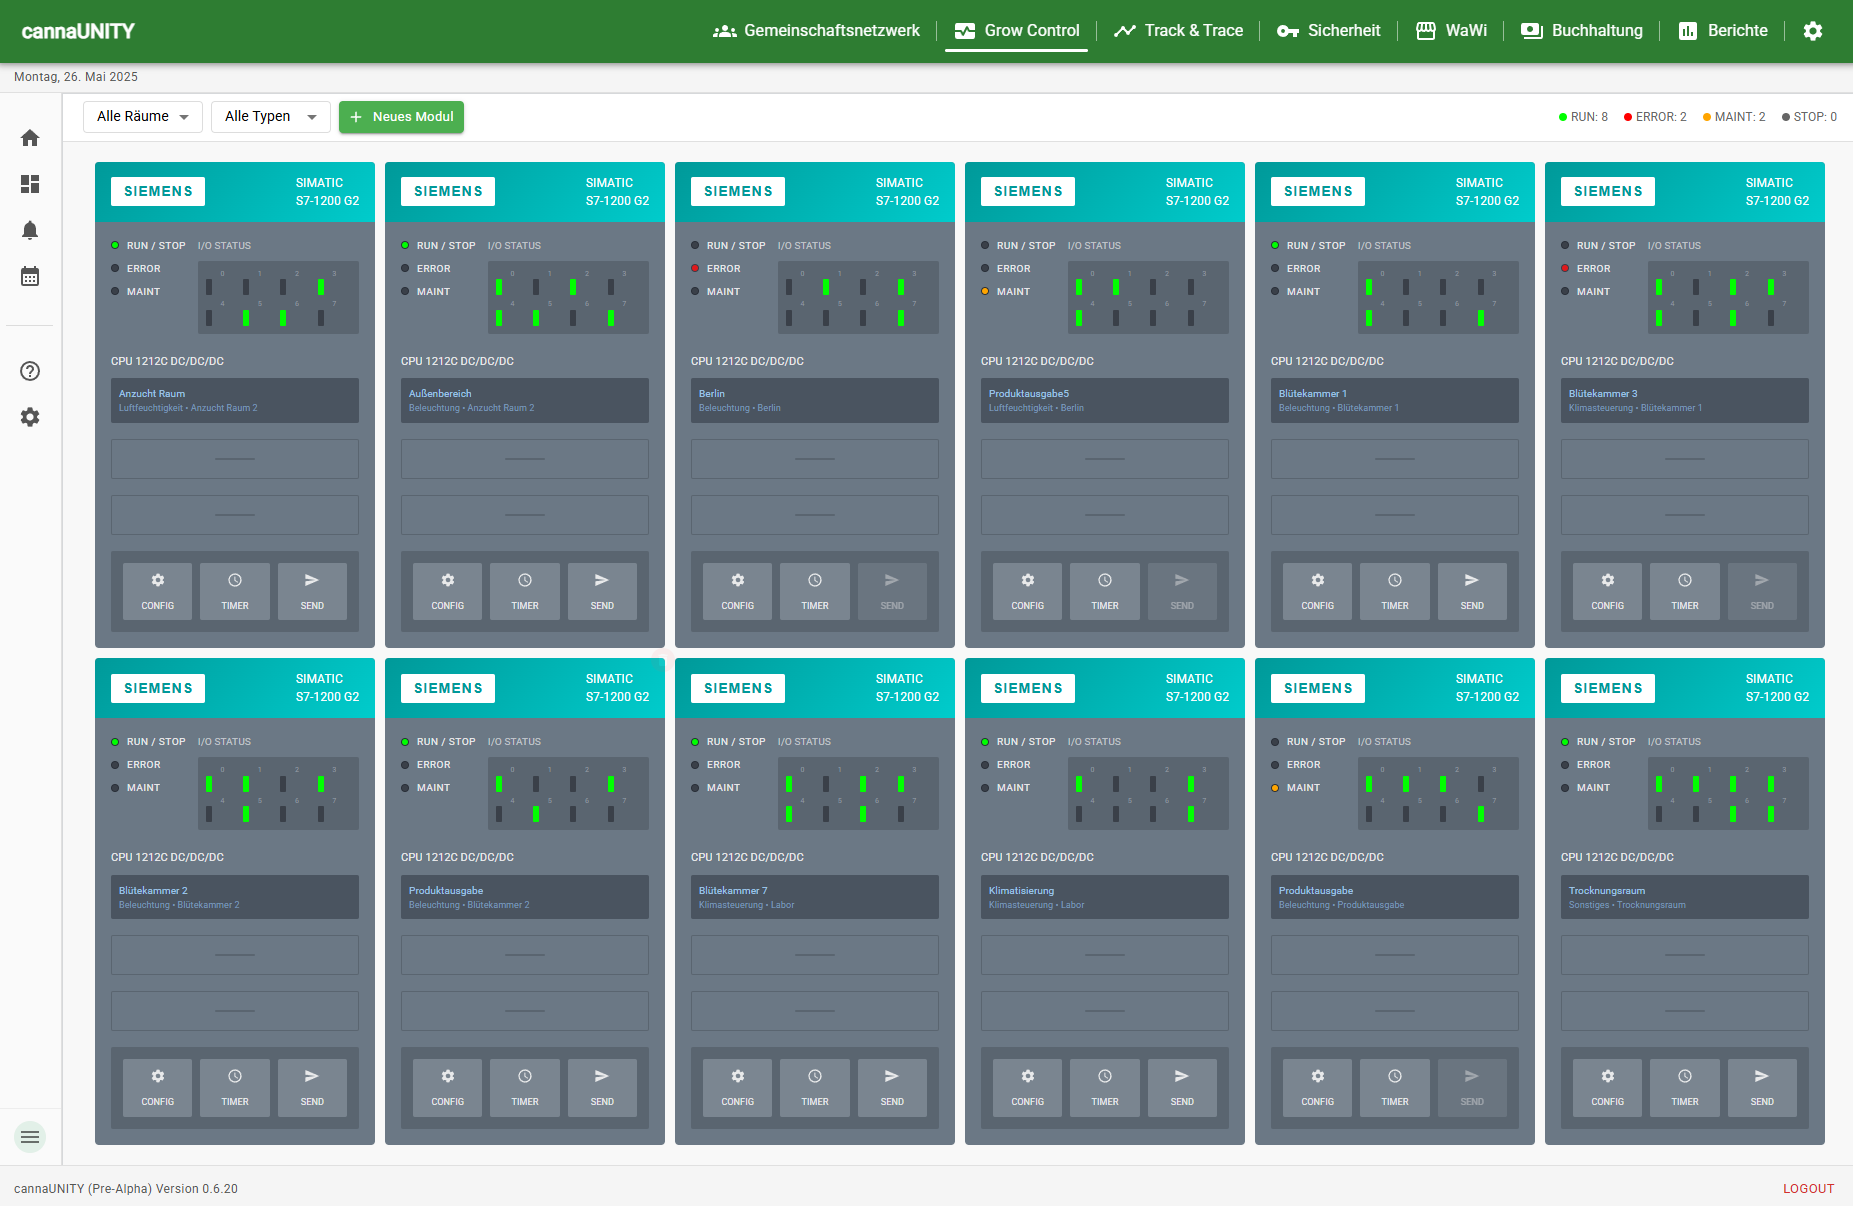 cannaUNITY
Gemeinschaftsnetzwerk
Grow Control
Track & Trace
Sicherheit
WaWi
Buchhaltung
Berichte
Montag, 26. Mai 2025
Alle Räume
Alle Typen
+ Neues Modul
RUN: 8
ERROR: 2
MAINT: 2
STOP: 0
SIEMENS
SIMATIC
S7-1200 G2
RUN / STOP
I/O STATUS
ERROR
MAINT
0 1 2 3
4 5 6 7
CPU 1212C DC/DC/DC
Anzucht Raum
Luftfeuchtigkeit • Anzucht Raum 2
CONFIG
TIMER
SEND
SIEMENS
SIMATIC
S7-1200 G2
RUN / STOP
I/O STATUS
ERROR
MAINT
0 1 2 3
4 5 6 7
CPU 1212C DC/DC/DC
Außenbereich
Beleuchtung • Anzucht Raum 2
CONFIG
TIMER
SEND
SIEMENS
SIMATIC
S7-1200 G2
RUN / STOP
I/O STATUS
ERROR
MAINT
0 1 2 3
4 5 6 7
CPU 1212C DC/DC/DC
Berlin
Beleuchtung • Berlin
CONFIG
TIMER
SEND
SIEMENS
SIMATIC
S7-1200 G2
RUN / STOP
I/O STATUS
ERROR
MAINT
0 1 2 3
4 5 6 7
CPU 1212C DC/DC/DC
Produktausgabe5
Luftfeuchtigkeit • Berlin
CONFIG
TIMER
SEND
SIEMENS
SIMATIC
S7-1200 G2
RUN / STOP
I/O STATUS
ERROR
MAINT
0 1 2 3
4 5 6 7
CPU 1212C DC/DC/DC
Blütekammer 1
Beleuchtung • Blütekammer 1
CONFIG
TIMER
SEND
SIEMENS
SIMATIC
S7-1200 G2
RUN / STOP
I/O STATUS
ERROR
MAINT
0 1 2 3
4 5 6 7
CPU 1212C DC/DC/DC
Blütekammer 3
Klimasteuerung • Blütekammer 1
CONFIG
TIMER
SEND
SIEMENS
SIMATIC
S7-1200 G2
RUN / STOP
I/O STATUS
ERROR
MAINT
0 1 2 3
4 5 6 7
CPU 1212C DC/DC/DC
Blütekammer 2
Beleuchtung • Blütekammer 2
CONFIG
TIMER
SEND
SIEMENS
SIMATIC
S7-1200 G2
RUN / STOP
I/O STATUS
ERROR
MAINT
0 1 2 3
4 5 6 7
CPU 1212C DC/DC/DC
Produktausgabe
Beleuchtung • Blütekammer 2
CONFIG
TIMER
SEND
SIEMENS
SIMATIC
S7-1200 G2
RUN / STOP
I/O STATUS
ERROR
MAINT
0 1 2 3
4 5 6 7
CPU 1212C DC/DC/DC
Blütekammer 7
Klimasteuerung • Labor
CONFIG
TIMER
SEND
SIEMENS
SIMATIC
S7-1200 G2
RUN / STOP
I/O STATUS
ERROR
MAINT
0 1 2 3
4 5 6 7
CPU 1212C DC/DC/DC
Klimatisierung
Klimasteuerung • Labor
CONFIG
TIMER
SEND
SIEMENS
SIMATIC
S7-1200 G2
RUN / STOP
I/O STATUS
ERROR
MAINT
0 1 2 3
4 5 6 7
CPU 1212C DC/DC/DC
Produktausgabe
Beleuchtung • Produktausgabe
CONFIG
TIMER
SEND
SIEMENS
SIMATIC
S7-1200 G2
RUN / STOP
I/O STATUS
ERROR
MAINT
0 1 2 3
4 5 6 7
CPU 1212C DC/DC/DC
Trocknungsraum
Sonstiges • Trocknungsraum
CONFIG
TIMER
SEND
cannaUNITY (Pre-Alpha) Version 0.6.20
LOGOUT